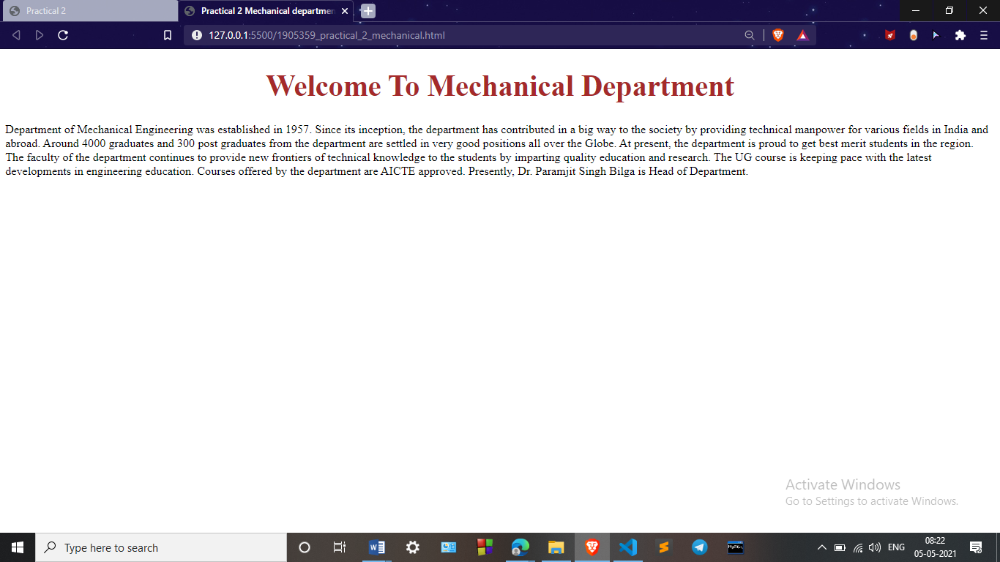 Practical 2
Practical 2 Mechanical departmen
127.0.0.1:5500/1905359_practical_2_mechanical.html
Welcome To Mechanical Department
Department of Mechanical Engineering was established in 1957. Since its inception, the department has contributed in a big way to the society by providing technical manpower for various fields in India and
abroad. Around 4000 graduates and 300 post graduates from the department are settled in very good positions all over the Globe. At present, the department is proud to get best merit students in the region.
The faculty of the department continues to provide new frontiers of technical knowledge to the students by imparting quality education and research. The UG course is keeping pace with the latest
developments in engineering education. Courses offered by the department are AICTE approved. Presently, Dr. Paramjit Singh Bilga is Head of Department.
Activate Windows
Go to Settings to activate Windows.
Type here to search
ENG
08:22
05-05-2021